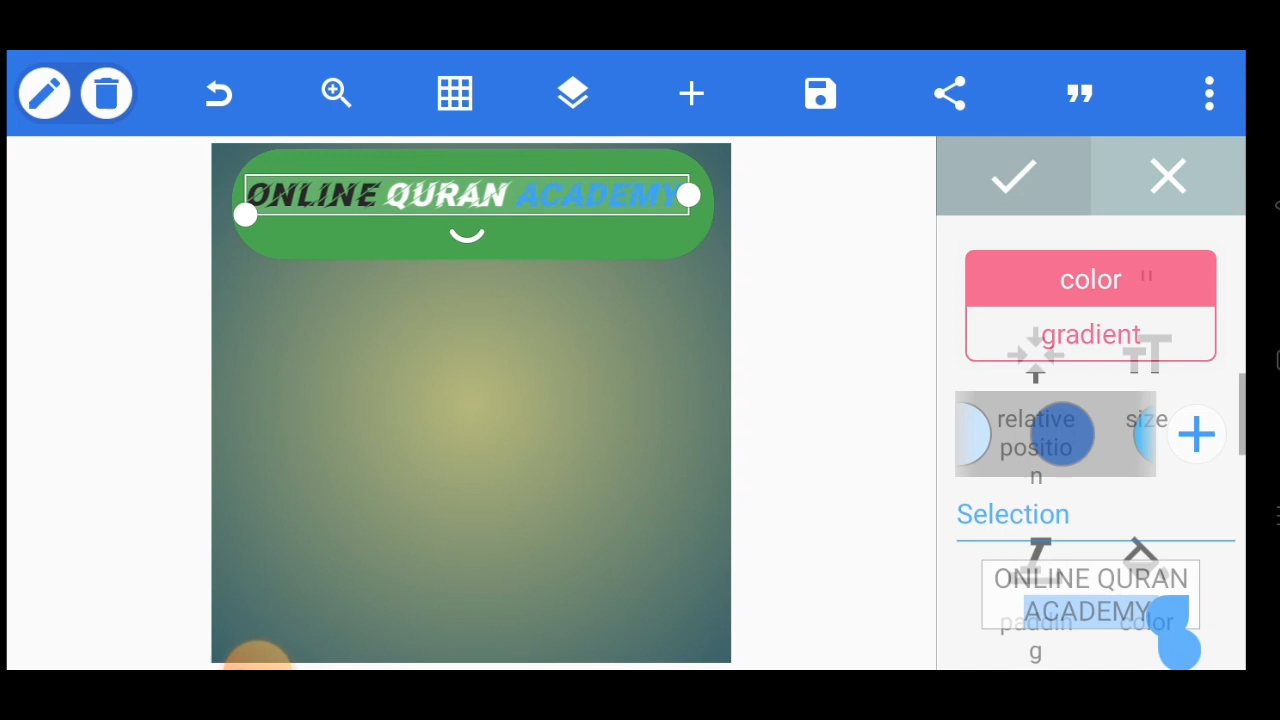 ONLINE QURAN ACADEMY
color
gradient
relative
positio
n
size
Selection
ONLINE QURAN
ACADEMY
paddin
g
color